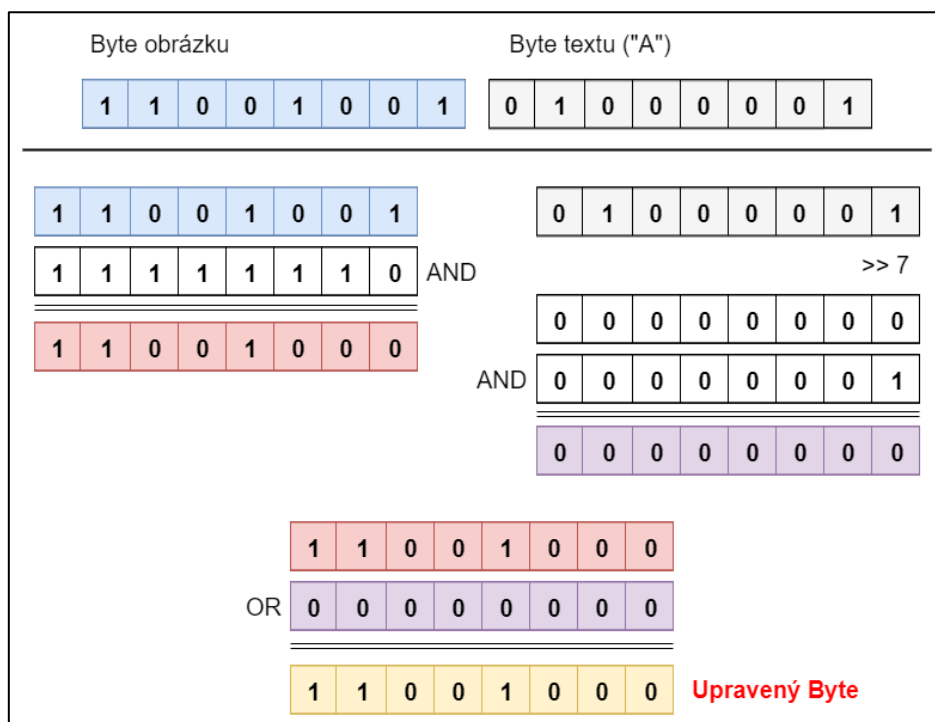 Byte obrázku
Byte textu ("A")
1 1 0 0 1 0 0 1
0 1 0 0 0 0 0 1
1 1 0 0 1 0 0 1
1 1 1 1 1 1 1 0 AND
1 1 0 0 1 0 0 0
0 1 0 0 0 0 0 1
>> 7
0 0 0 0 0 0 0 0
AND 0 0 0 0 0 0 0 1
0 0 0 0 0 0 0 0
1 1 0 0 1 0 0 0
OR 0 0 0 0 0 0 0 0
1 1 0 0 1 0 0 0 Upravený Byte